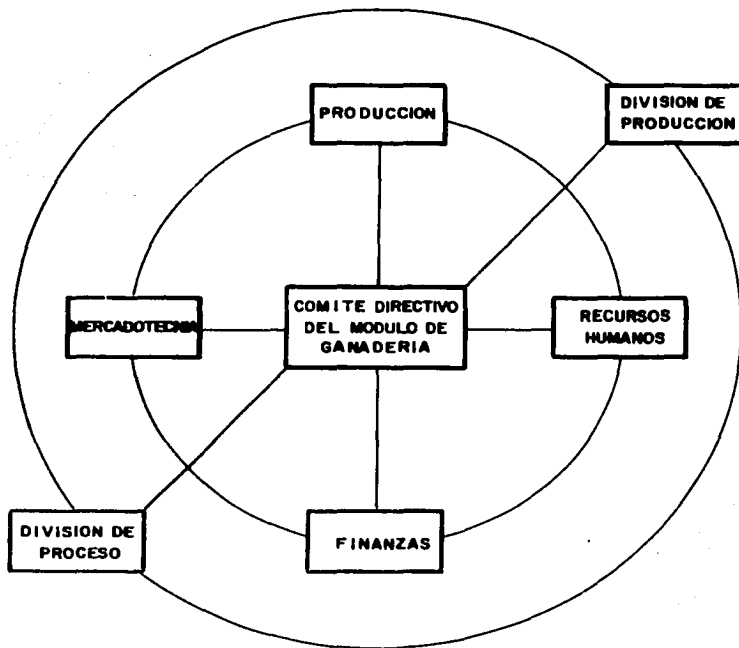 PRODUCCION
DIVISION DE
PRODUCCION
MERCADOTECNIA
COMITE DIRECTIVO
DEL MODULO DE
GANADERIA
RECURSOS
HUMANOS
DIVISION DE
PROCESO
FINANZAS